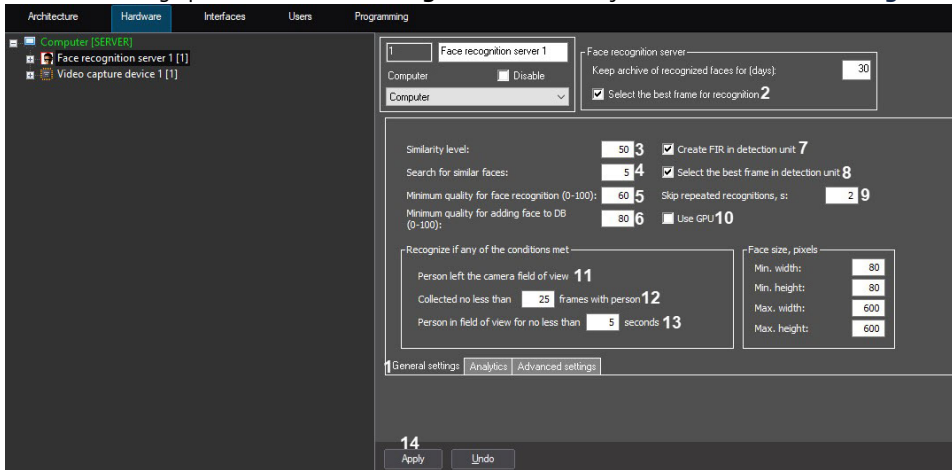 Architecture Hardware Interfaces Users Programming
Computer [SERVER]
Face recognition server 1 [1]
Video capture device 1 [1]
1 Face recognition server 1
Computer Disable
Computer
Face recognition server
Keep archive of recognized faces for (days): 30
Select the best frame for recognition 2
Similarity level: 50 3 Create FIR in detection unit 7
Search for similar faces: 5 4 Select the best frame in detection unit 8
Minimum quality for face recognition (0-100): 60 5 Skip repeated recognitions, s: 2 9
Minimum quality for adding face to DB
(0-100): 80 6 Use GPU 10
Recognize if any of the conditions met
Person left the camera field of view 11
Collected no less than 25 frames with person 12
Person in field of view for no less than 5 seconds 13
Face size, pixels
Min. width: 80
Min. height: 80
Max. width: 600
Max. height: 600
1 General settings Analytics Advanced settings
14
Apply Undo